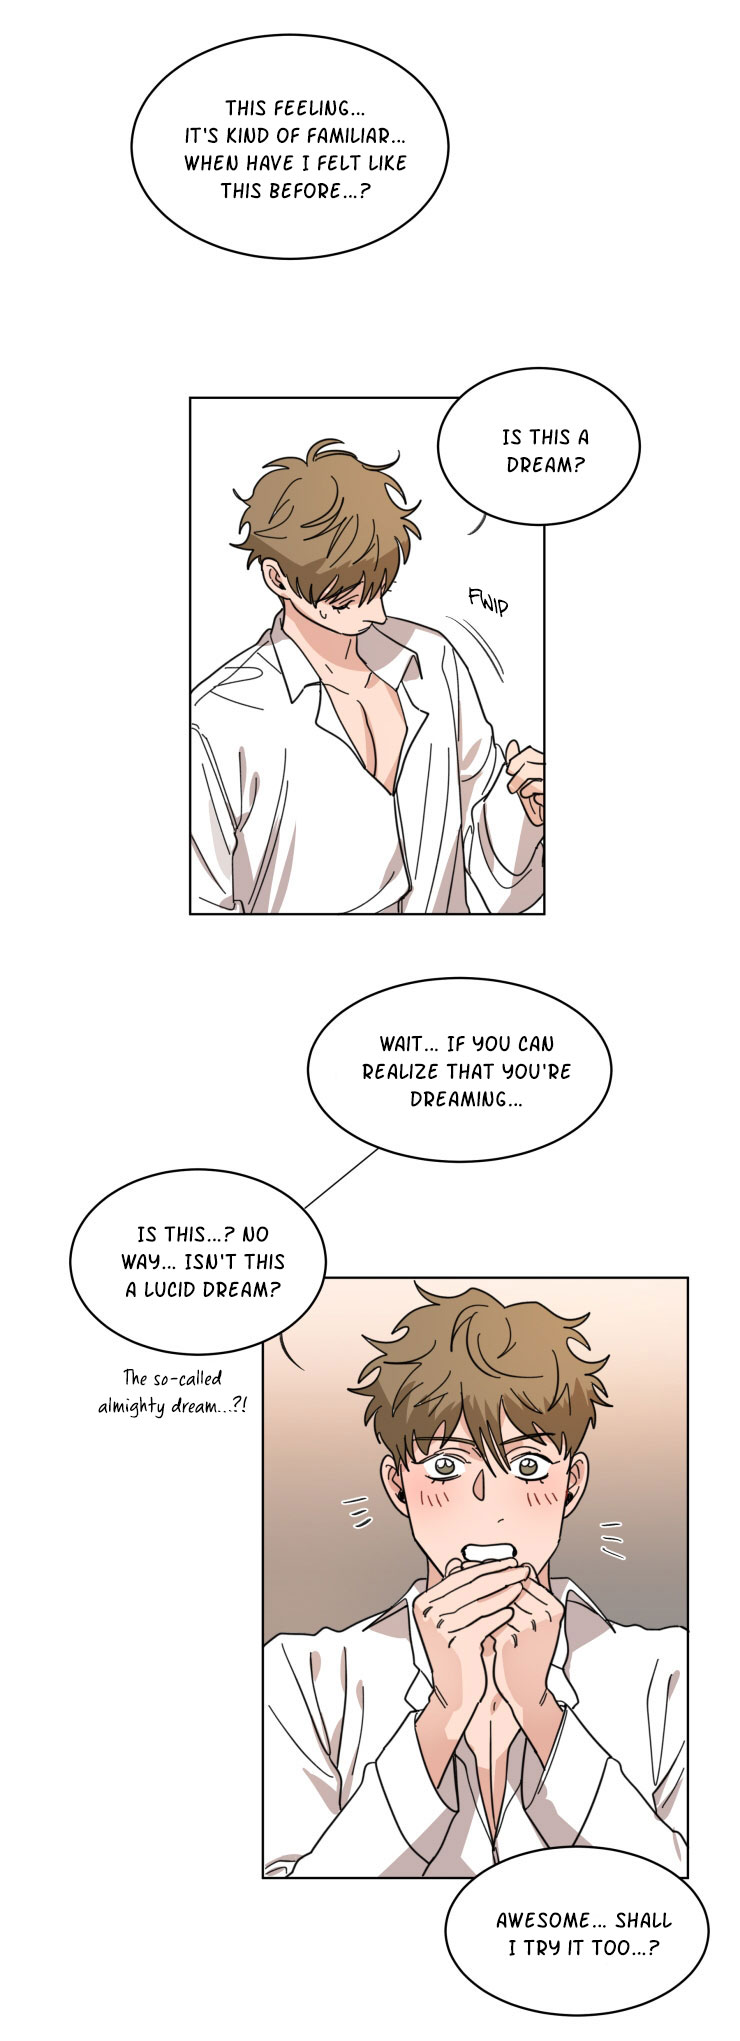 THIS FEELING...
IT'S KIND OF FAMILIAR...
WHEN HAVE I FELT LIKE
THIS BEFORE...?
IS THIS A
DREAM?
FWIP
WAIT... IF YOU CAN
REALIZE THAT YOU'RE
DREAMING...
IS THIS...? NO
WAY... ISN'T THIS
A LUCID DREAM?
The so-called
almighty dream...?!
AWESOME... SHALL
I TRY IT TOO...?